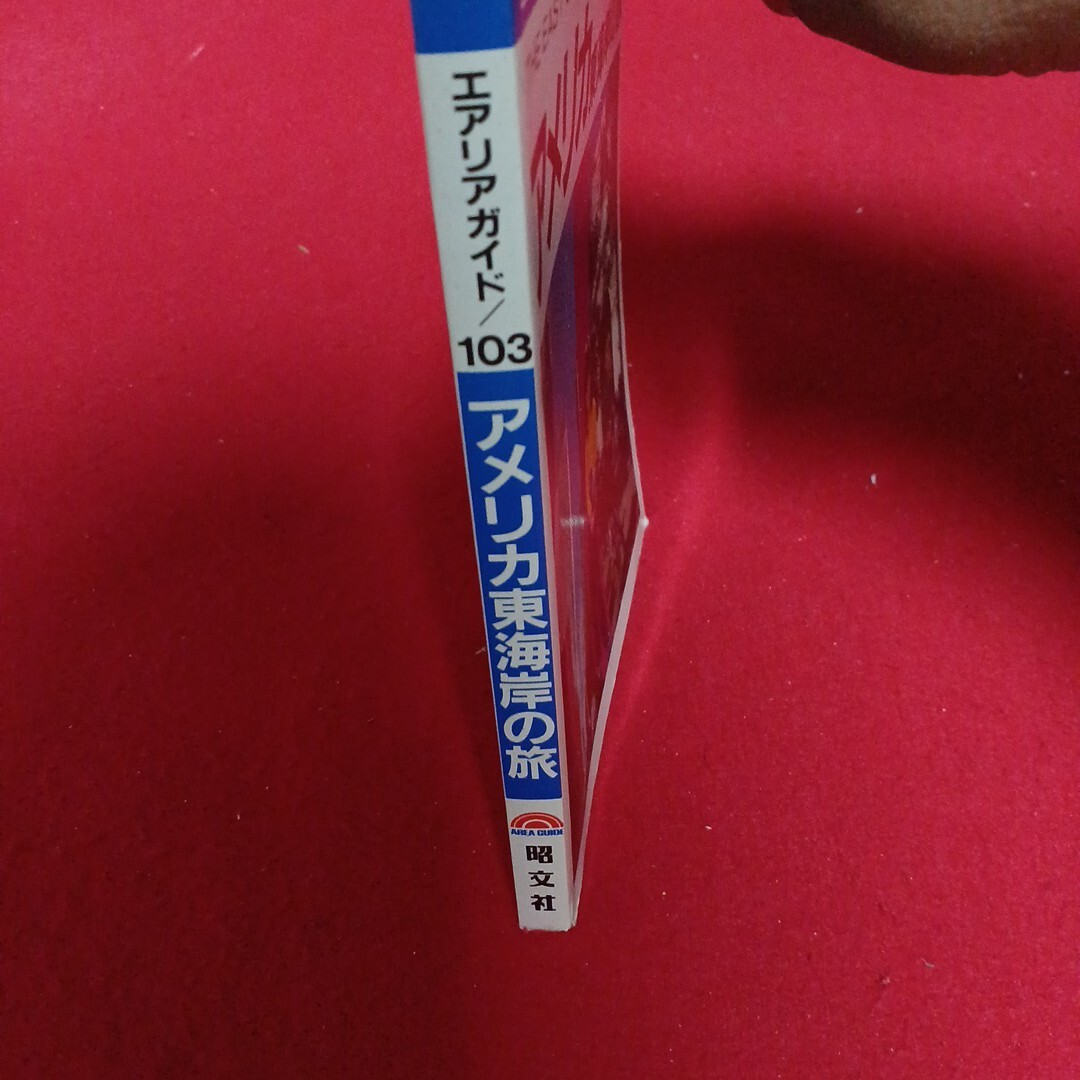 エアリアガイド/
103
アメリカ東海岸の旅
AREA GUIDE
昭文社